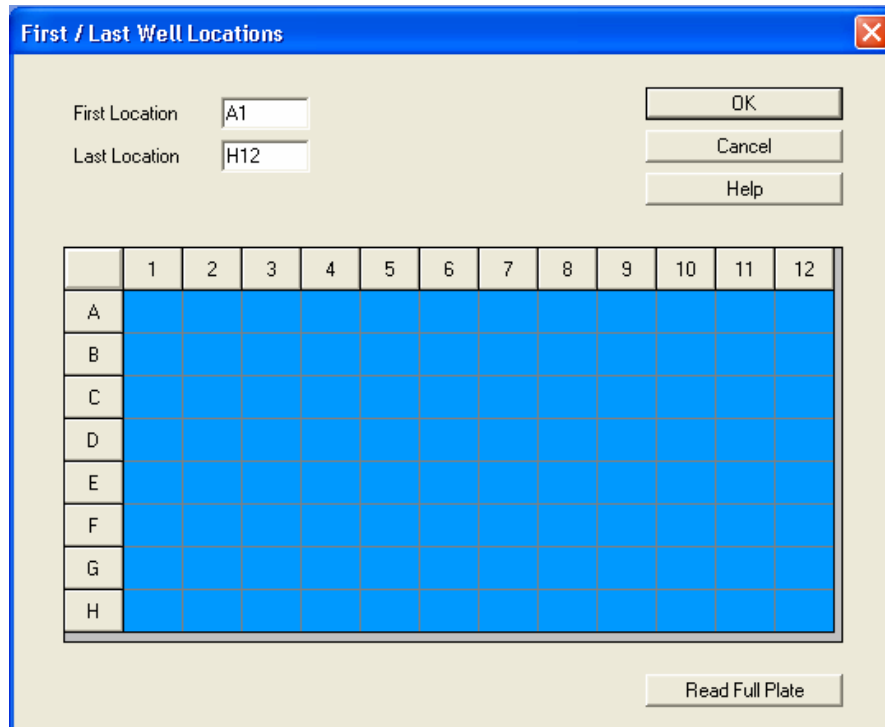 First / Last Well Locations
First Location A1
Last Location H12
OK
Cancel
Help
1 2 3 4 5 6 7 8 9 10 11 12
A
B
C
D
E
F
G
H
Read Full Plate